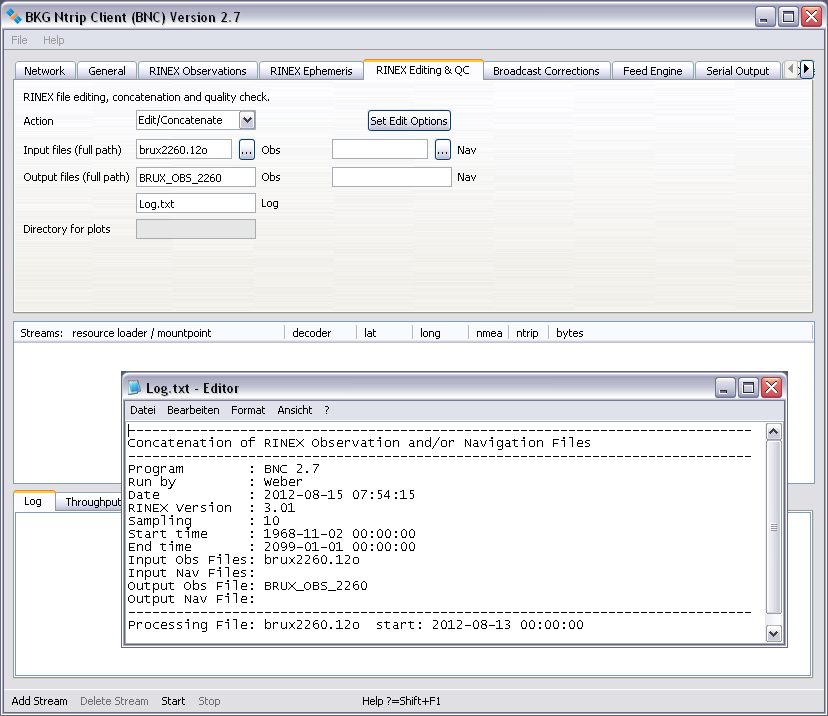 BKG Ntrip Client (BNC) Version 2.7
File Help
Network General RINEX Observations RINEX Ephemeris RINEX Editing & QC Broadcast Corrections Feed Engine Serial Output
RINEX file editing, concatenation and quality check.
Action Edit/Concatenate Set Edit Options
Input files (full path) brux2260.12o ... Obs ... Nav
Output files (full path) BRUX_OBS_2260 Obs Nav
Log.txt Log
Directory for plots
Streams: resource loader / mountpoint decoder lat long nmea ntrip bytes
Log.txt - Editor
Datei Bearbeiten Format Ansicht ?
--------------------------------------------------------------------------------
Concatenation of RINEX Observation and/or Navigation Files
--------------------------------------------------------------------------------
Program : BNC 2.7
Run by : Weber
Date : 2012-08-15 07:54:15
RINEX Version : 3.01
Sampling : 10
Start time : 1968-11-02 00:00:00
End time : 2099-01-01 00:00:00
Input Obs Files: brux2260.12o
Input Nav Files:
Output Obs File: BRUX_OBS_2260
Output Nav File:
--------------------------------------------------------------------------------
Processing File: brux2260.12o start: 2012-08-13 00:00:00
Log Throughput
Add Stream Delete Stream Start Stop Help ?=Shift+F1